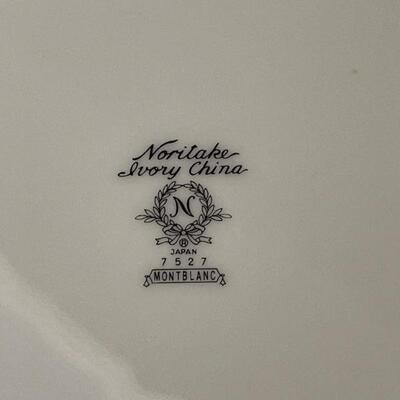 Noritake
Ivory China
N
®
JAPAN
7527
MONTBLANC